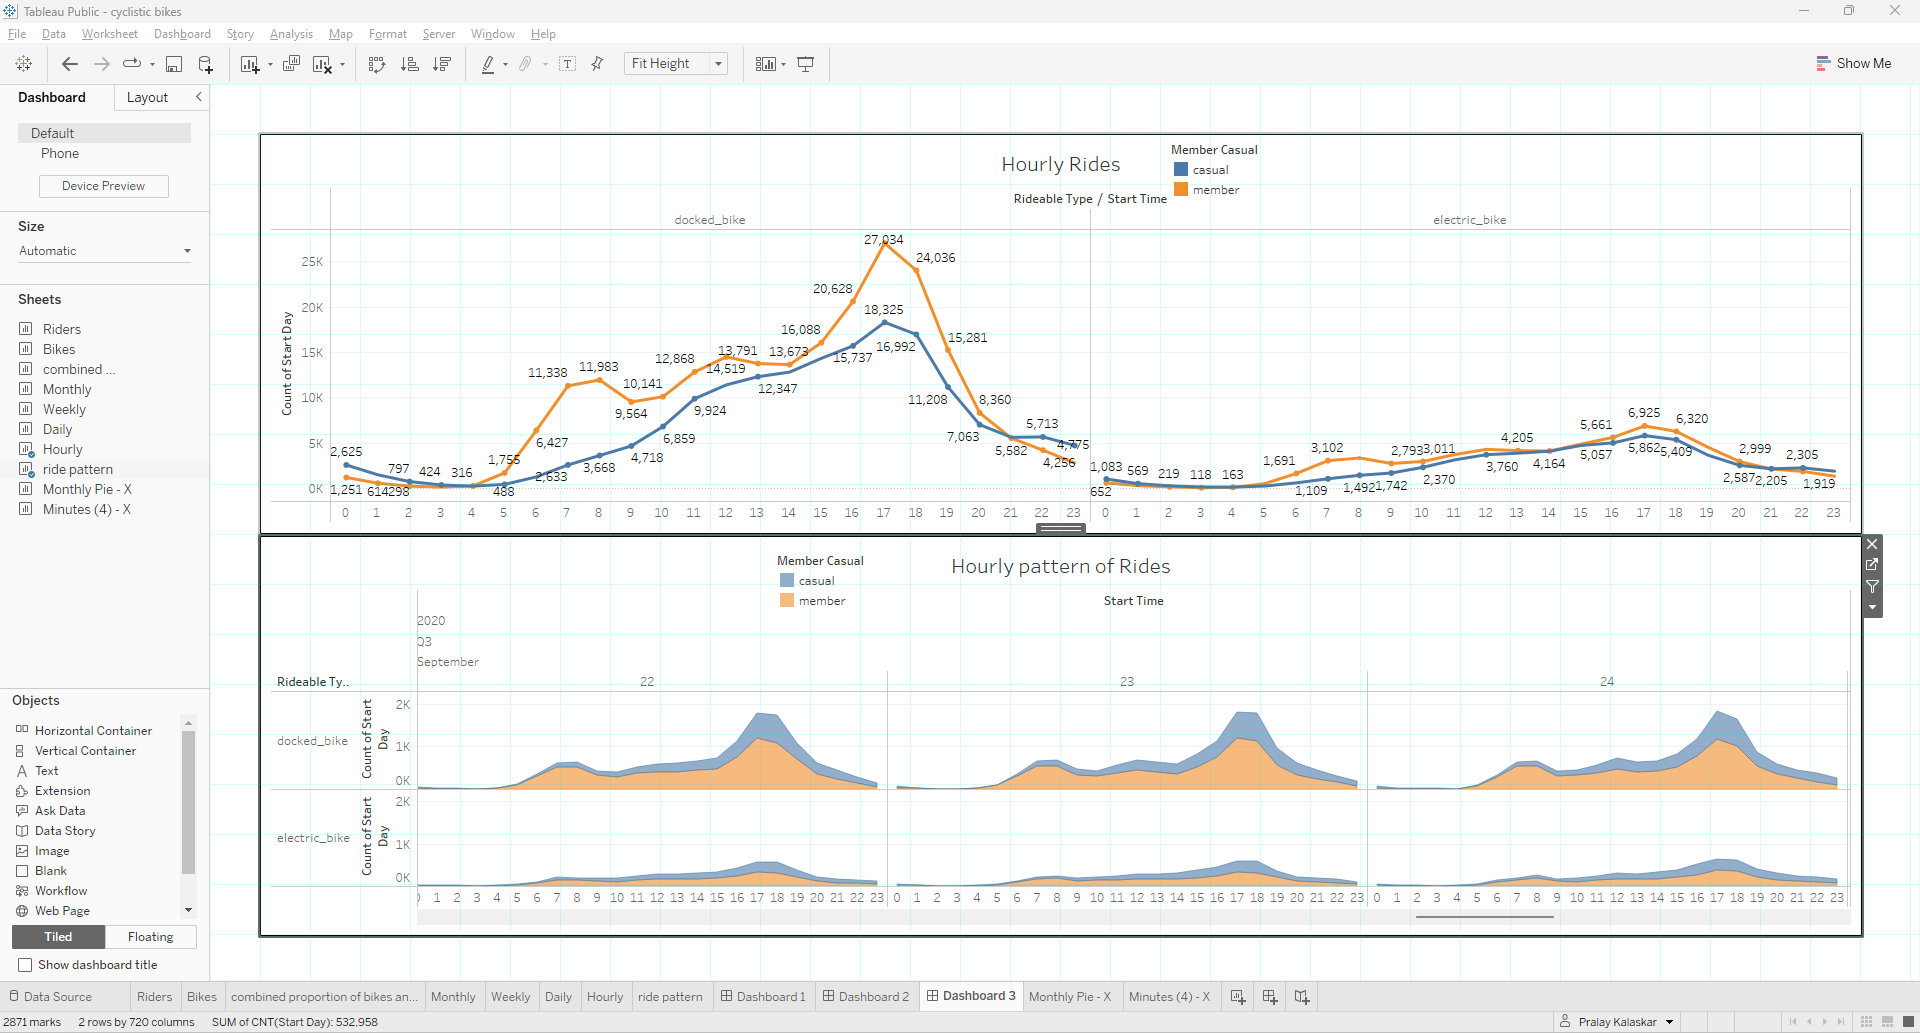 Tableau Public - cyclistic bikes
File Data Worksheet Dashboard Story Analysis Map Format Server Window Help
Fit Height
Show Me
Dashboard Layout
Default
Phone
Device Preview
Size
Automatic
Sheets
Riders
Bikes
combined ...
Monthly
Weekly
Daily
Hourly
ride pattern
Monthly Pie - X
Minutes (4) - X
Objects
Horizontal Container
Vertical Container
Text
Extension
Ask Data
Data Story
Image
Blank
Workflow
Web Page
Tiled Floating
Show dashboard title
Hourly Rides
Member Casual
casual
member
Rideable Type / Start Time
docked_bike electric_bike
Count of Start Day
25K
20K
15K
10K
5K
0K
27,034
24,036
20,628
18,325
16,088 15,281
13,791 13,673 16,992
12,868 14,519 15,737
11,338 11,983 12,347
10,141 11,208 8,360
9,564 9,924
6,427 6,859 7,063 5,713
4,718 5,582 4,775
2,625 797 424 316 1,755 2,633 3,668 4,256
1,251 614 298 488
6,925 6,320
5,661
4,205 5,862 5,409
3,102 2,793 3,011 5,057 2,999
1,083 569 219 118 163 1,691 3,760 4,164 2,305
652 1,109 1,492 1,742 2,370 2,587 2,205 1,919
0 1 2 3 4 5 6 7 8 9 10 11 12 13 14 15 16 17 18 19 20 21 22 23 0 1 2 3 4 5 6 7 8 9 10 11 12 13 14 15 16 17 18 19 20 21 22 23
Member Casual
casual
member
Hourly pattern of Rides
Start Time
2020
Q3
September
Rideable Ty.. 22 23 24
docked_bike
Count of Start
Day
2K
1K
0K
electric_bike
Count of Start
Day
2K
1K
0K
1 2 3 4 5 6 7 8 9 10 11 12 13 14 15 16 17 18 19 20 21 22 23 0 1 2 3 4 5 6 7 8 9 10 11 12 13 14 15 16 17 18 19 20 21 22 23 0 1 2 3 4 5 6 7 8 9 10 11 12 13 14 15 16 17 18 19 20 21 22 23
Data Source Riders Bikes combined proportion of bikes an... Monthly Weekly Daily Hourly ride pattern Dashboard 1 Dashboard 2 Dashboard 3 Monthly Pie - X Minutes (4) - X
2871 marks 2 rows by 720 columns SUM of CNT(Start Day): 532,958 Pralay Kalaskar